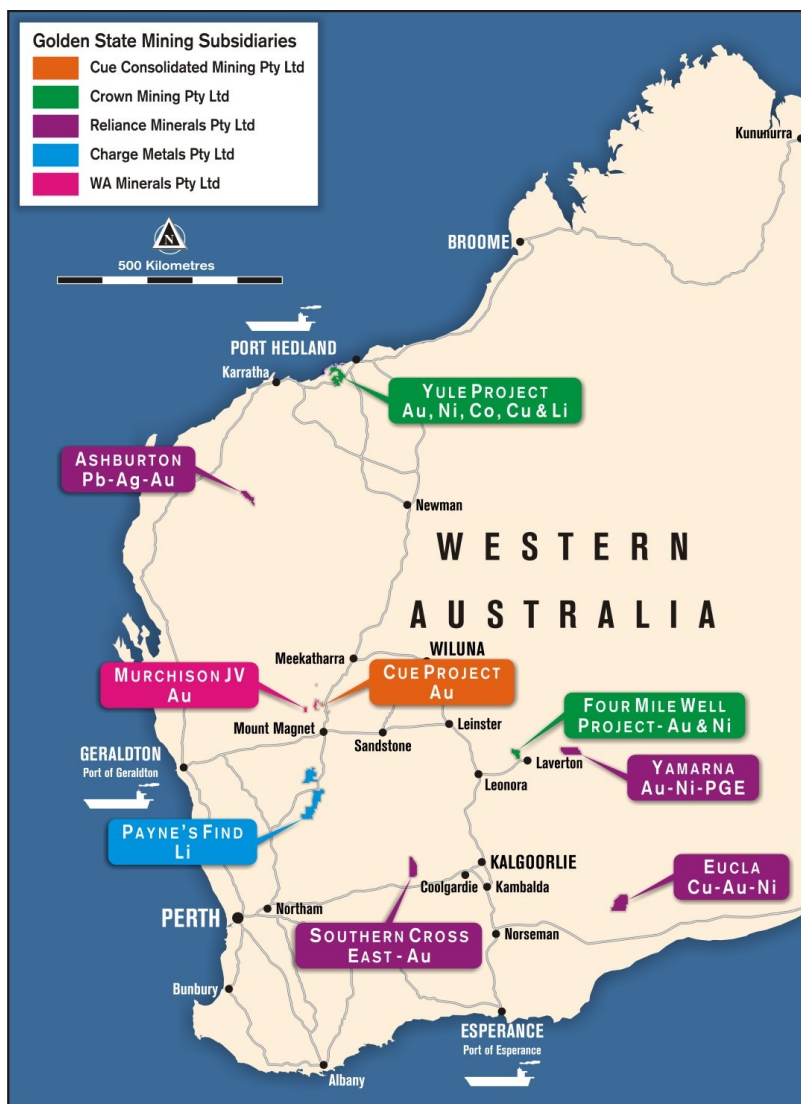 Golden State Mining Subsidiaries
Cue Consolidated Mining Pty Ltd
Crown Mining Pty Ltd
Reliance Minerals Pty Ltd
Charge Metals Pty Ltd
WA Minerals Pty Ltd
N
500 Kilometres
Kununurra
BROOME
PORT HEDLAND
Karratha
YULE PROJECT
Au, Ni, Co, Cu & Li
ASHBURTON
Pb-Ag-Au
Newman
WESTERN
AUSTRALIA
Meekatharra
WILUNA
MURCHISON JV
Au
CUE PROJECT
Au
Mount Magnet
Sandstone
Leinster
FOUR MILE WELL
PROJECT - Au & Ni
GERALDTON
Port of Geraldton
Leonora
Laverton
YAMARNA
Au-Ni-PGE
PAYNE'S FIND
Li
KALGOORLIE
Coolgardie
Kambalda
EUCLA
Cu-Au-Ni
PERTH
Northam
SOUTHERN CROSS
EAST - Au
Norseman
Bunbury
ESPERANCE
Port of Esperance
Albany